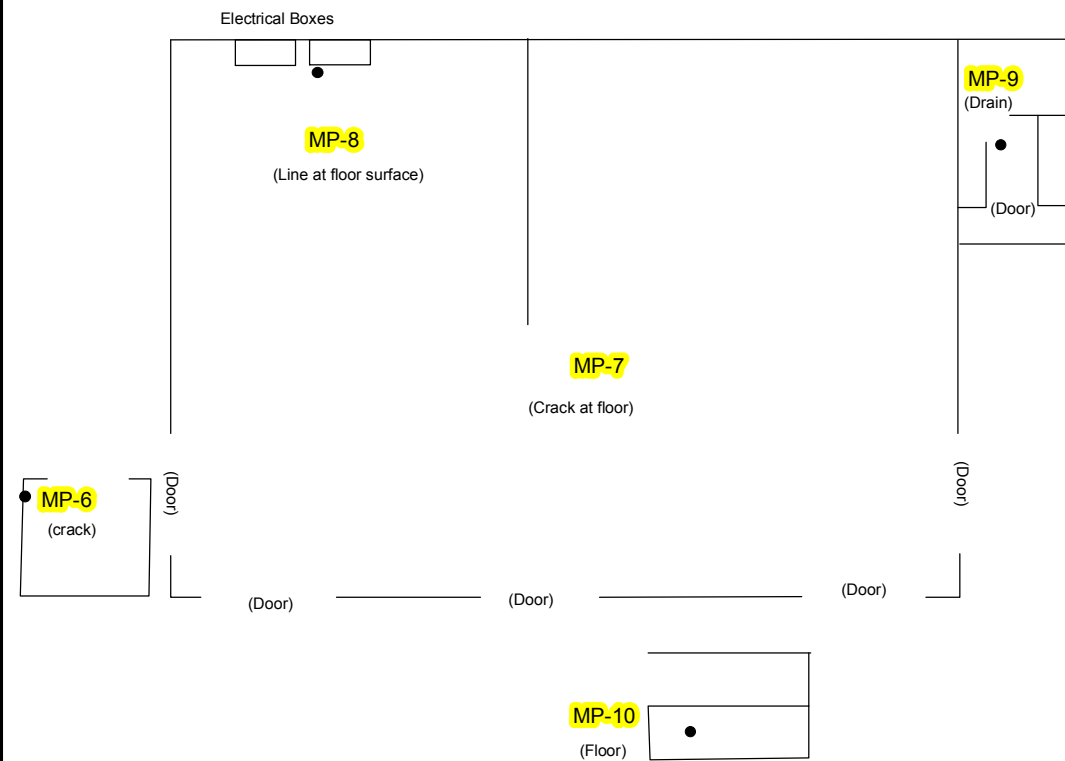 Electrical Boxes
MP-9
(Drain)
MP-8
(Line at floor surface)
(Door)
MP-7
(Crack at floor)
(Door)
(Door)
MP-6
(crack)
(Door)
(Door)
(Door)
MP-10
(Floor)